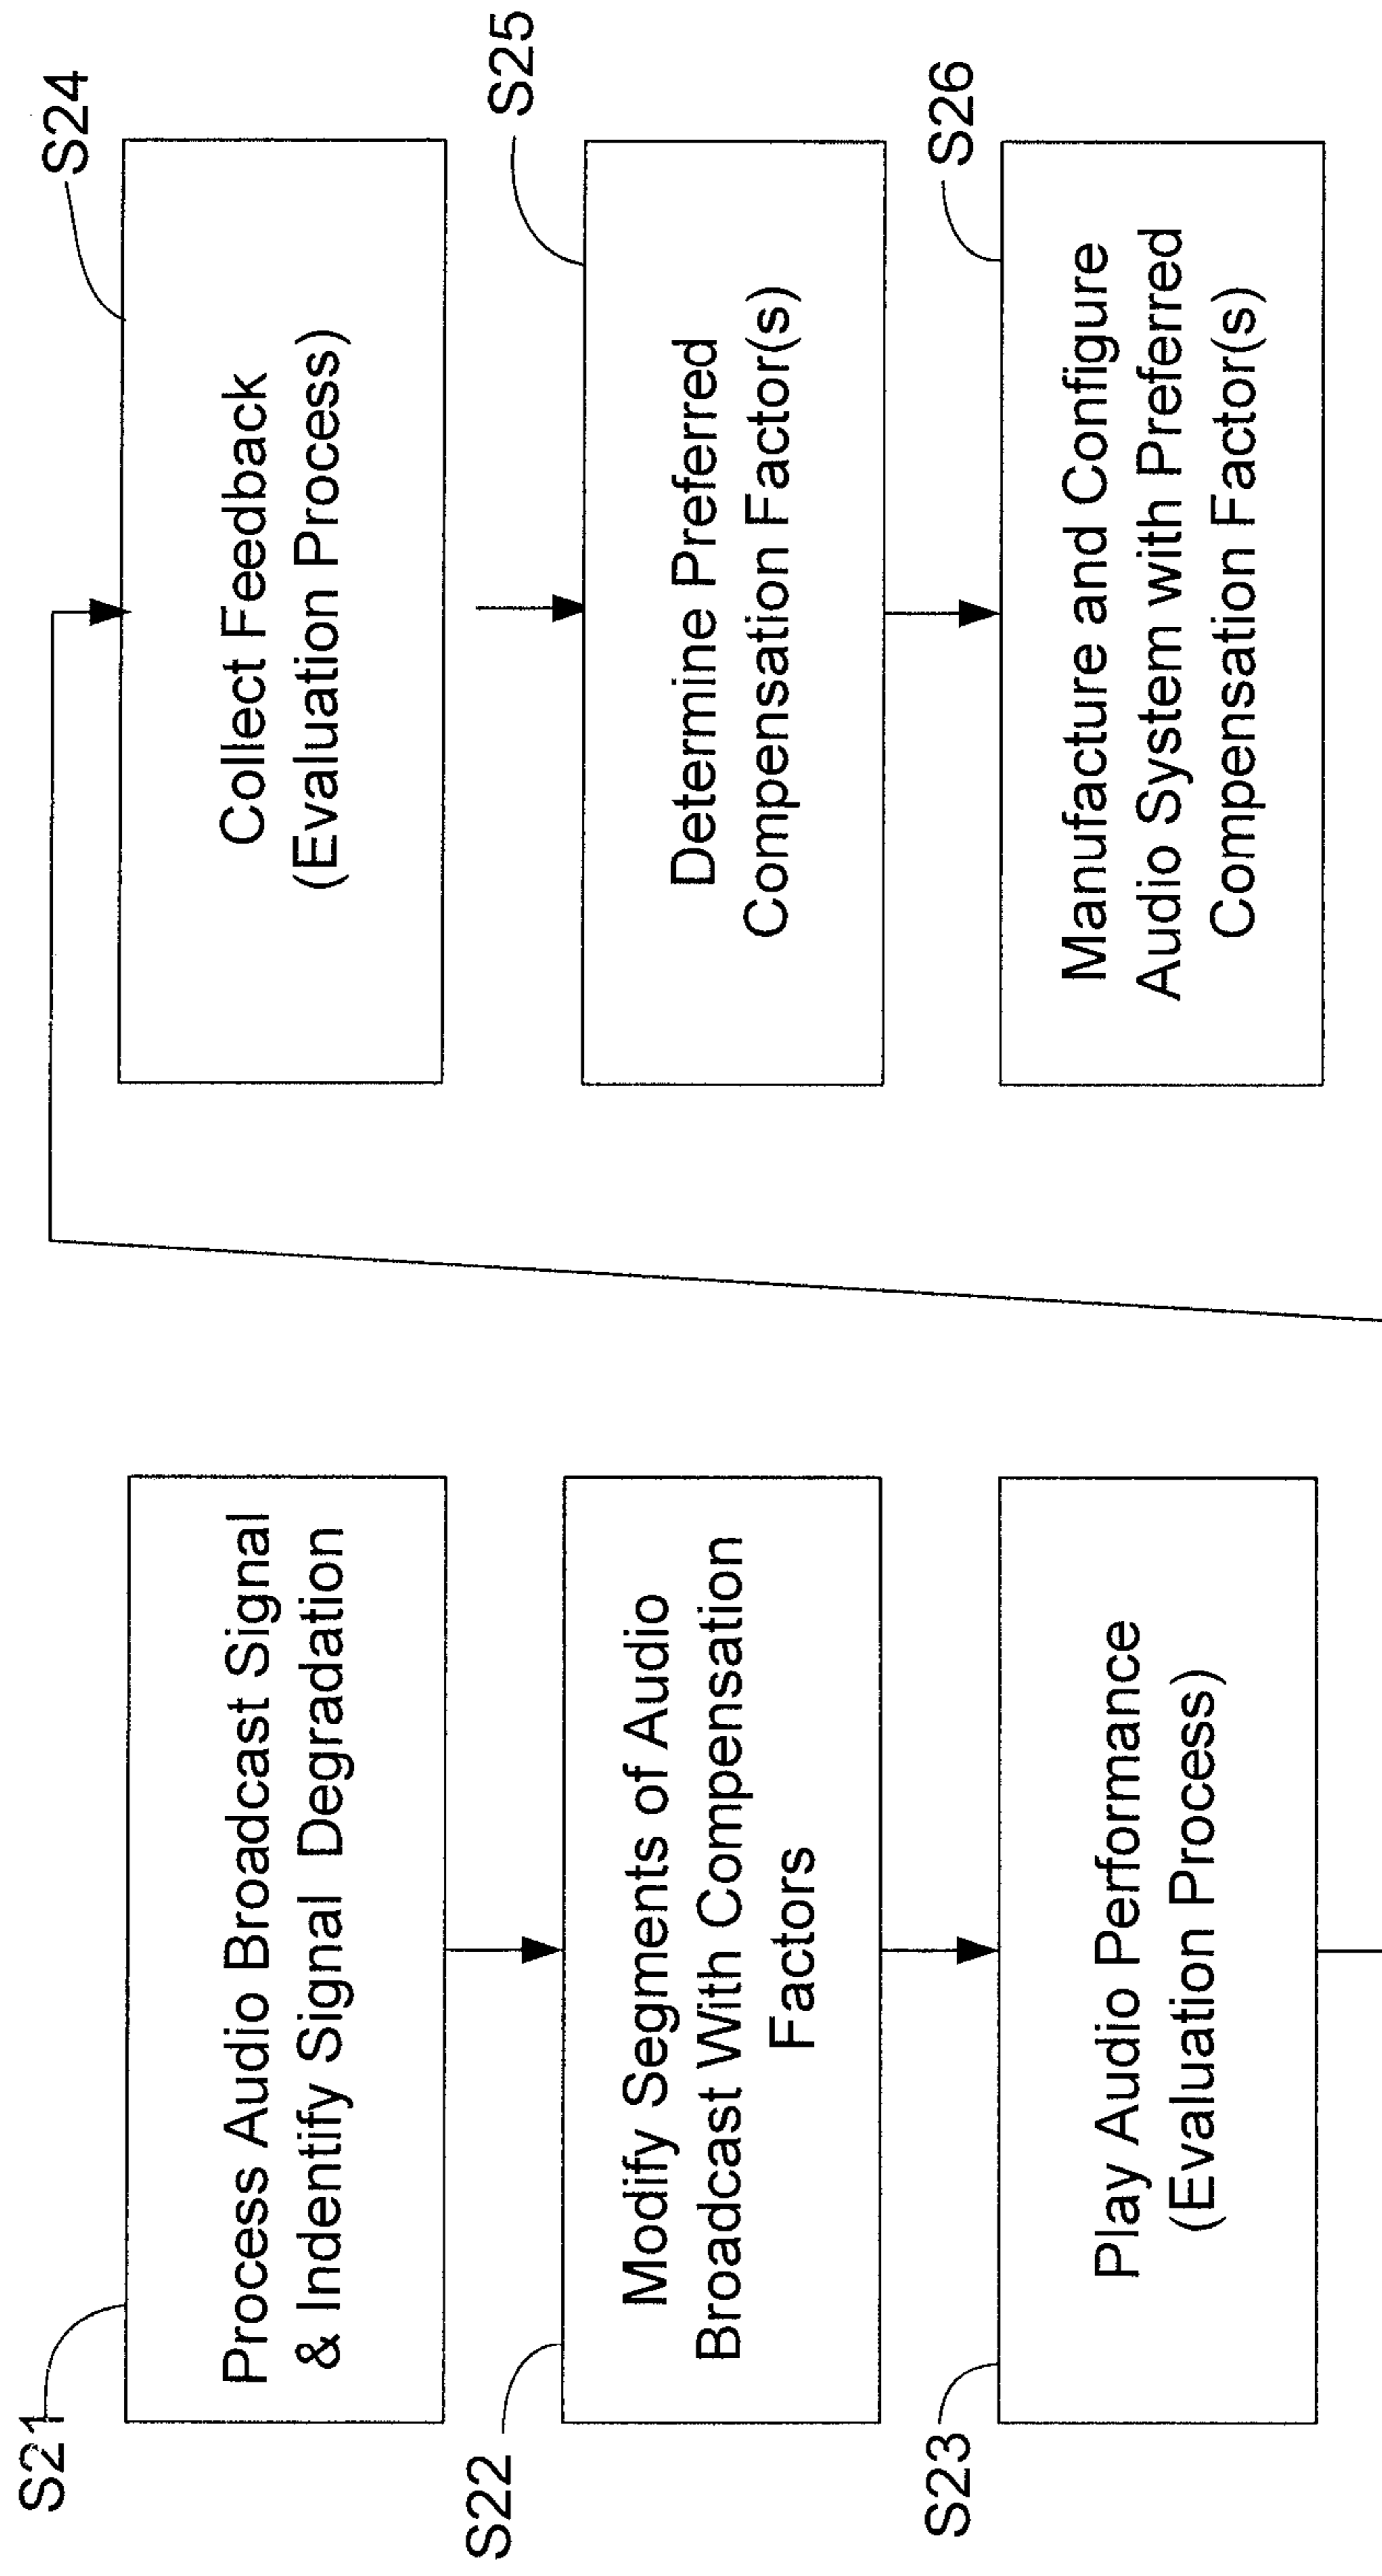 S21
Process Audio Broadcast Signal
& Indentify Signal Degradation
S22
Modify Segments of Audio
Broadcast With Compensation
Factors
S23
Play Audio Performance
(Evaluation Process)
S24
Collect Feedback
(Evaluation Process)
S25
Determine Preferred
Compensation Factor(s)
S26
Manufacture and Configure
Audio System with Preferred
Compensation Factor(s)